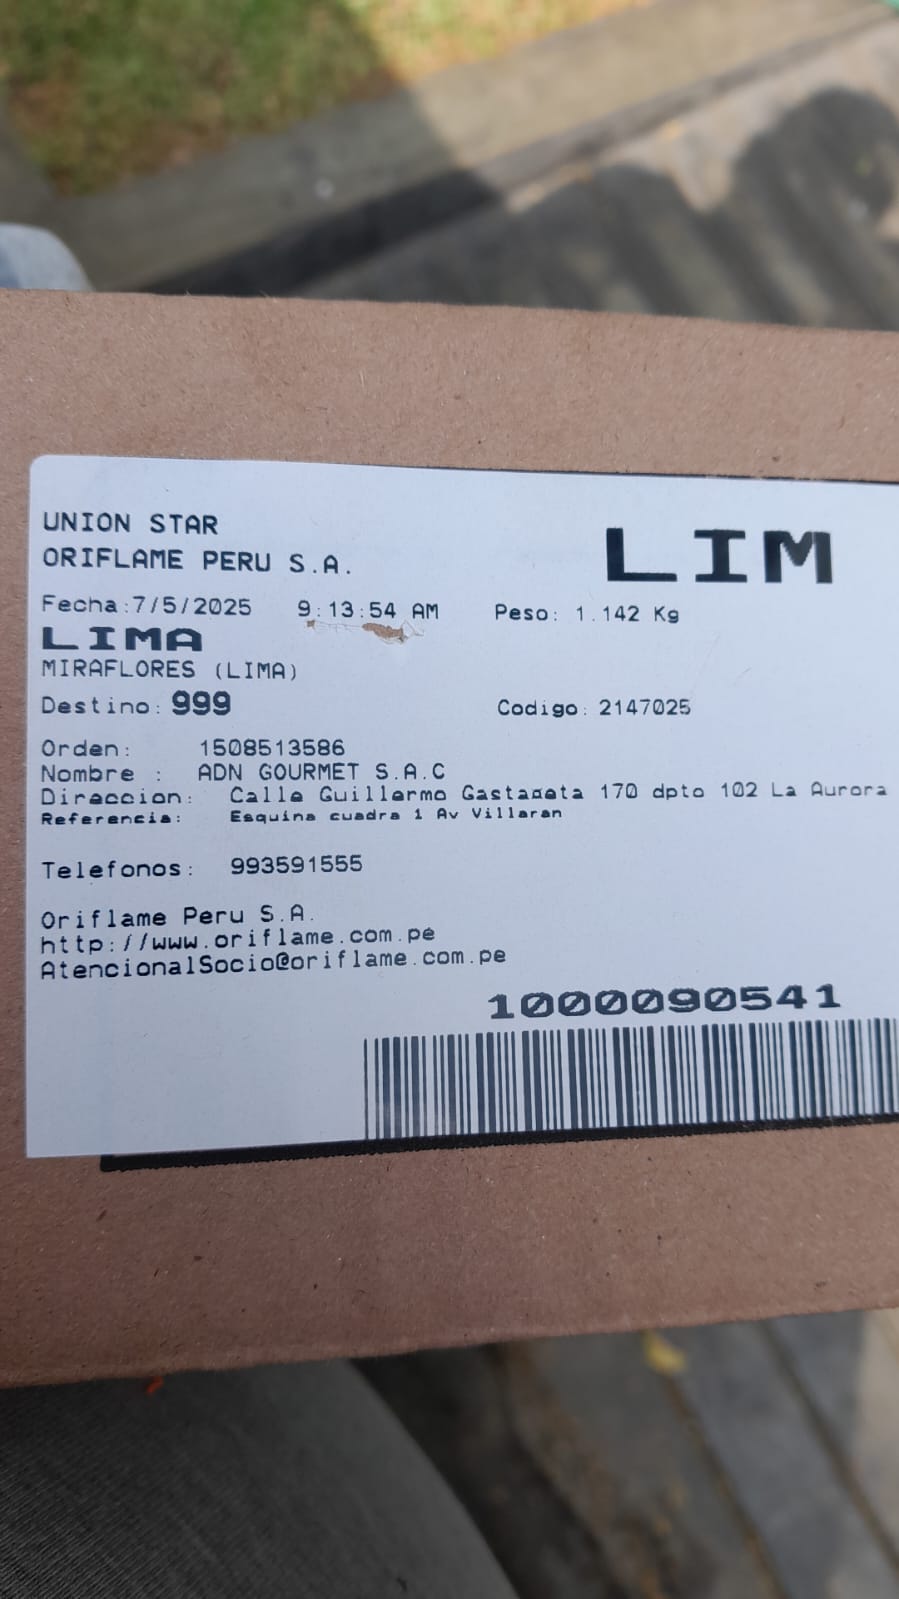 UNION STAR
ORIFLAME PERU S.A.
LIM
Fecha:7/5/2025 9:13:54 AM Peso: 1.142 Kg
LIMA
MIRAFLORES (LIMA)
Destino: 999 Codigo: 2147025
Orden: 1508513586
Nombre : ADN GOURMET S.A.C
Direccion: Calle Guillermo Gastañeta 170 dpto 102 La Aurora
Referencia: Esquina cuadra 1 Av Villaran
Telefonos: 993591555
Oriflame Peru S.A.
http://www.oriflame.com.pe
AtencionalSocio@oriflame.com.pe
1000090541